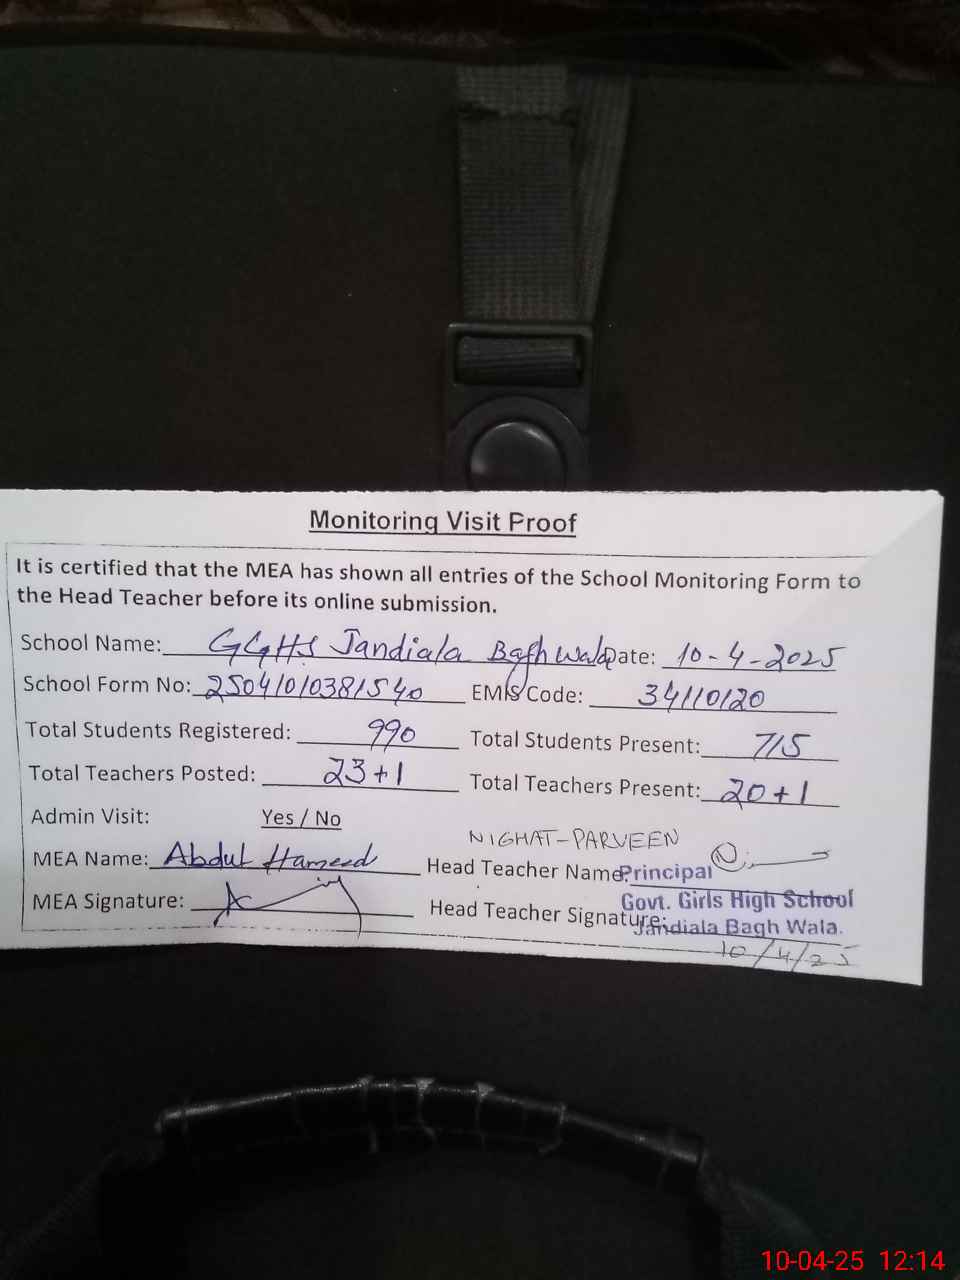 Monitoring Visit Proof
It is certified that the MEA has shown all entries of the School Monitoring Form to
the Head Teacher before its online submission.
School Name: GGHS Jandiala Baghwala Date: 10-4-2025
School Form No: 25041010381540 EMIS Code: 34110120
Total Students Registered: 990 Total Students Present: 715
Total Teachers Posted: 23+1 Total Teachers Present: 20+1
Admin Visit: Yes / No
NIGHAT-PARVEEN
MEA Name: Abdul Hameed Head Teacher Name: Principal
Govt. Girls High School
MEA Signature: Head Teacher Signature: Jandiala Bagh Wala.
10/4/25
10-04-25 12:14